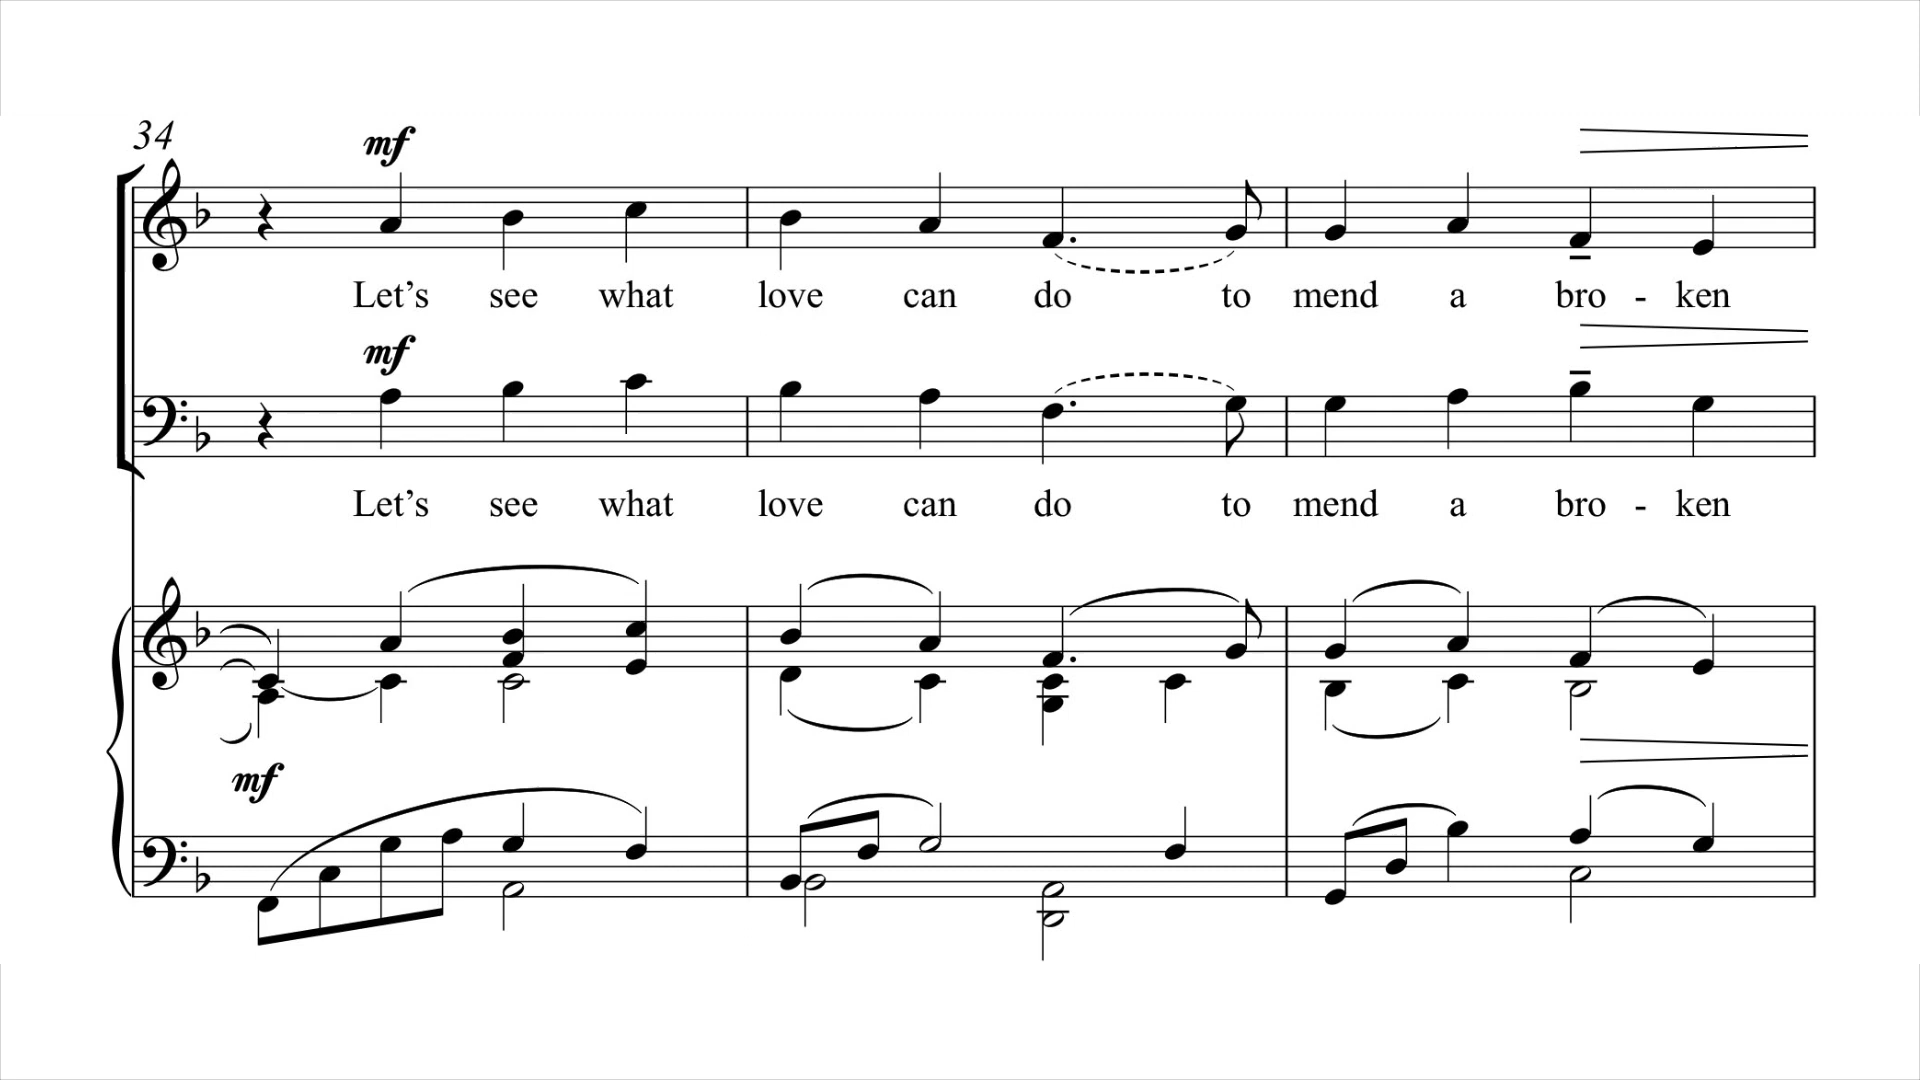 34
mf
Let’s see what love can do to mend a bro - ken
mf
Let’s see what love can do to mend a bro - ken
mf